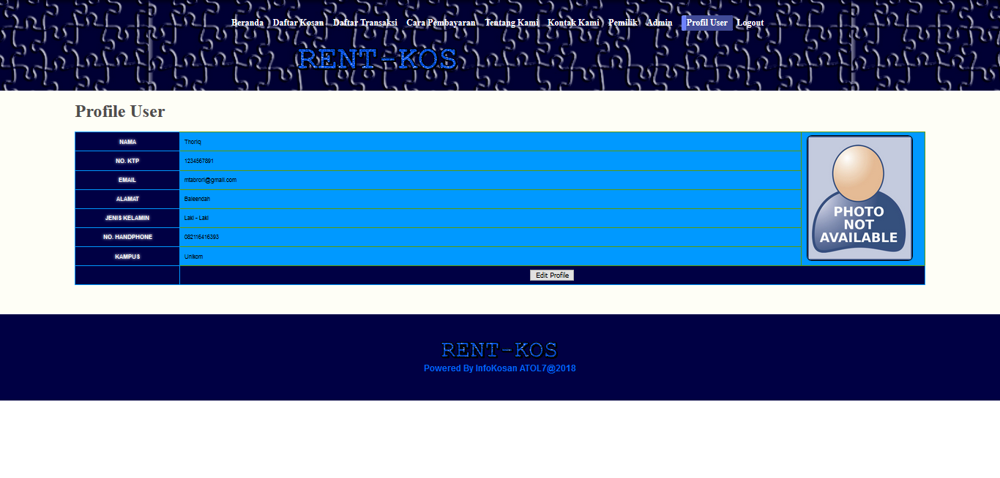 Beranda Daftar Kosan Daftar Transaksi Cara Pembayaran Tentang Kami Kontak Kami Pemilik Admin Profil User Logout
RENT-KOS
Profile User
NAMA Thoriq
NO. KTP 1234567891
EMAIL mtabrori@gmail.com
ALAMAT Baleendah
JENIS KELAMIN Laki - Laki
NO. HANDPHONE 082116416393
KAMPUS Unikom
PHOTO
NOT
AVAILABLE
Edit Profile
RENT-KOS
Powered By InfoKosan ATOL7@2018